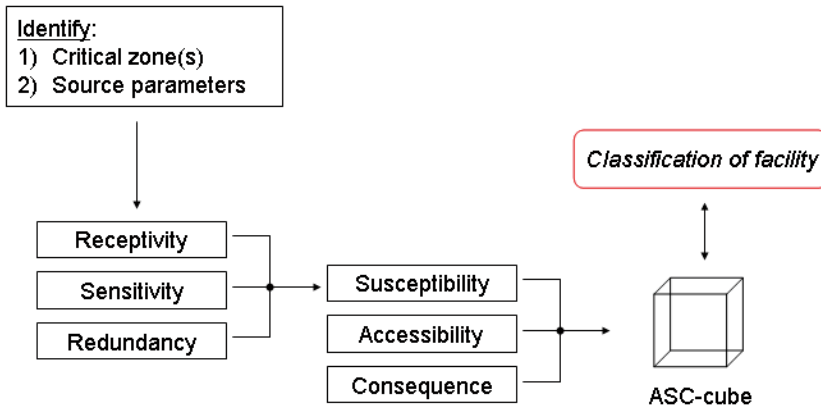 Identify:
1) Critical zone(s)
2) Source parameters
Classification of facility
Receptivity
Sensitivity
Redundancy
Susceptibility
Accessibility
Consequence
ASC-cube